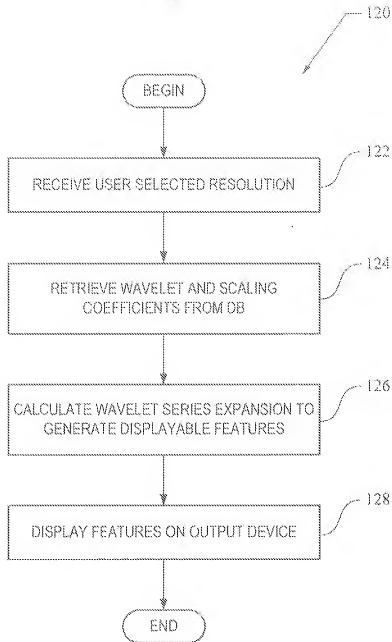 120
BEGIN
RECEIVE USER SELECTED RESOLUTION
122
RETRIEVE WAVELET AND SCALING
COEFFICIENTS FROM DB
124
CALCULATE WAVELET SERIES EXPANSION TO
GENERATE DISPLAYABLE FEATURES
126
DISPLAY FEATURES ON OUTPUT DEVICE
128
END